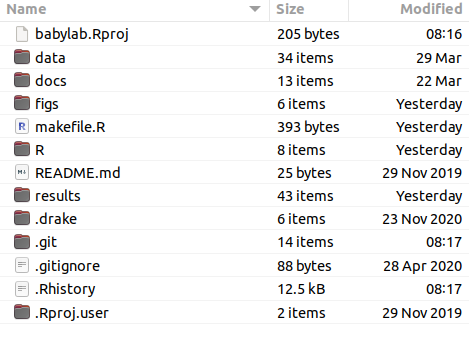 Name Size Modified
babylab.Rproj 205 bytes 08:16
data 34 items 29 Mar
docs 13 items 22 Mar
figs 6 items Yesterday
R makefile.R 393 bytes Yesterday
R 8 items Yesterday
M↓ README.md 25 bytes 29 Nov 2019
results 43 items Yesterday
.drake 6 items 23 Nov 2020
.git 14 items 08:17
.gitignore 88 bytes 28 Apr 2020
.Rhistory 12.5 kB 08:17
.Rproj.user 2 items 29 Nov 2019